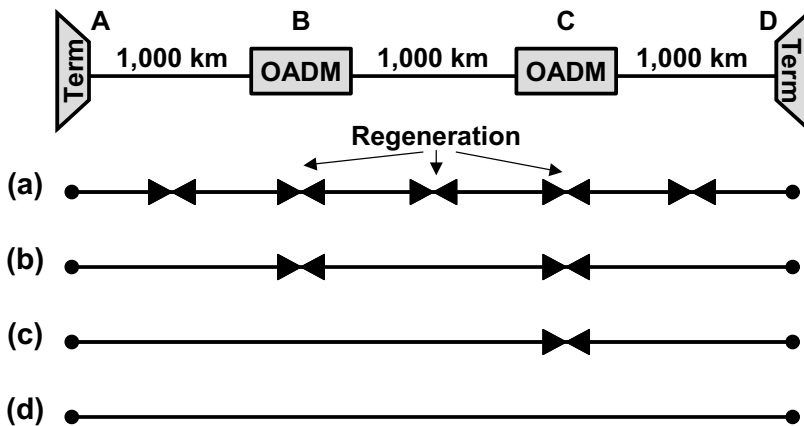 A B C D
Term 1,000 km OADM 1,000 km OADM 1,000 km Term
Regeneration
(a)
(b)
(c)
(d)